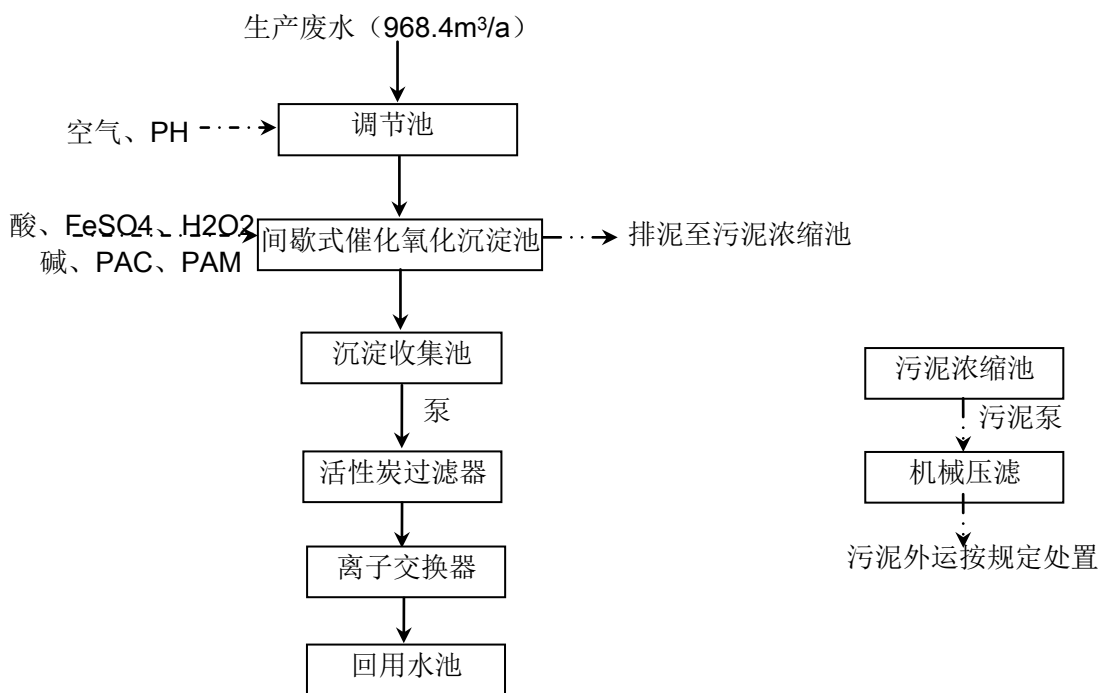 生产废水（968.4m³/a）
调节池
空气、PH
酸、FeSO4、H2O2
碱、PAC、PAM
间歇式催化氧化沉淀池
排泥至污泥浓缩池
沉淀收集池
泵
活性炭过滤器
离子交换器
回用水池
污泥浓缩池
污泥泵
机械压滤
污泥外运按规定处置